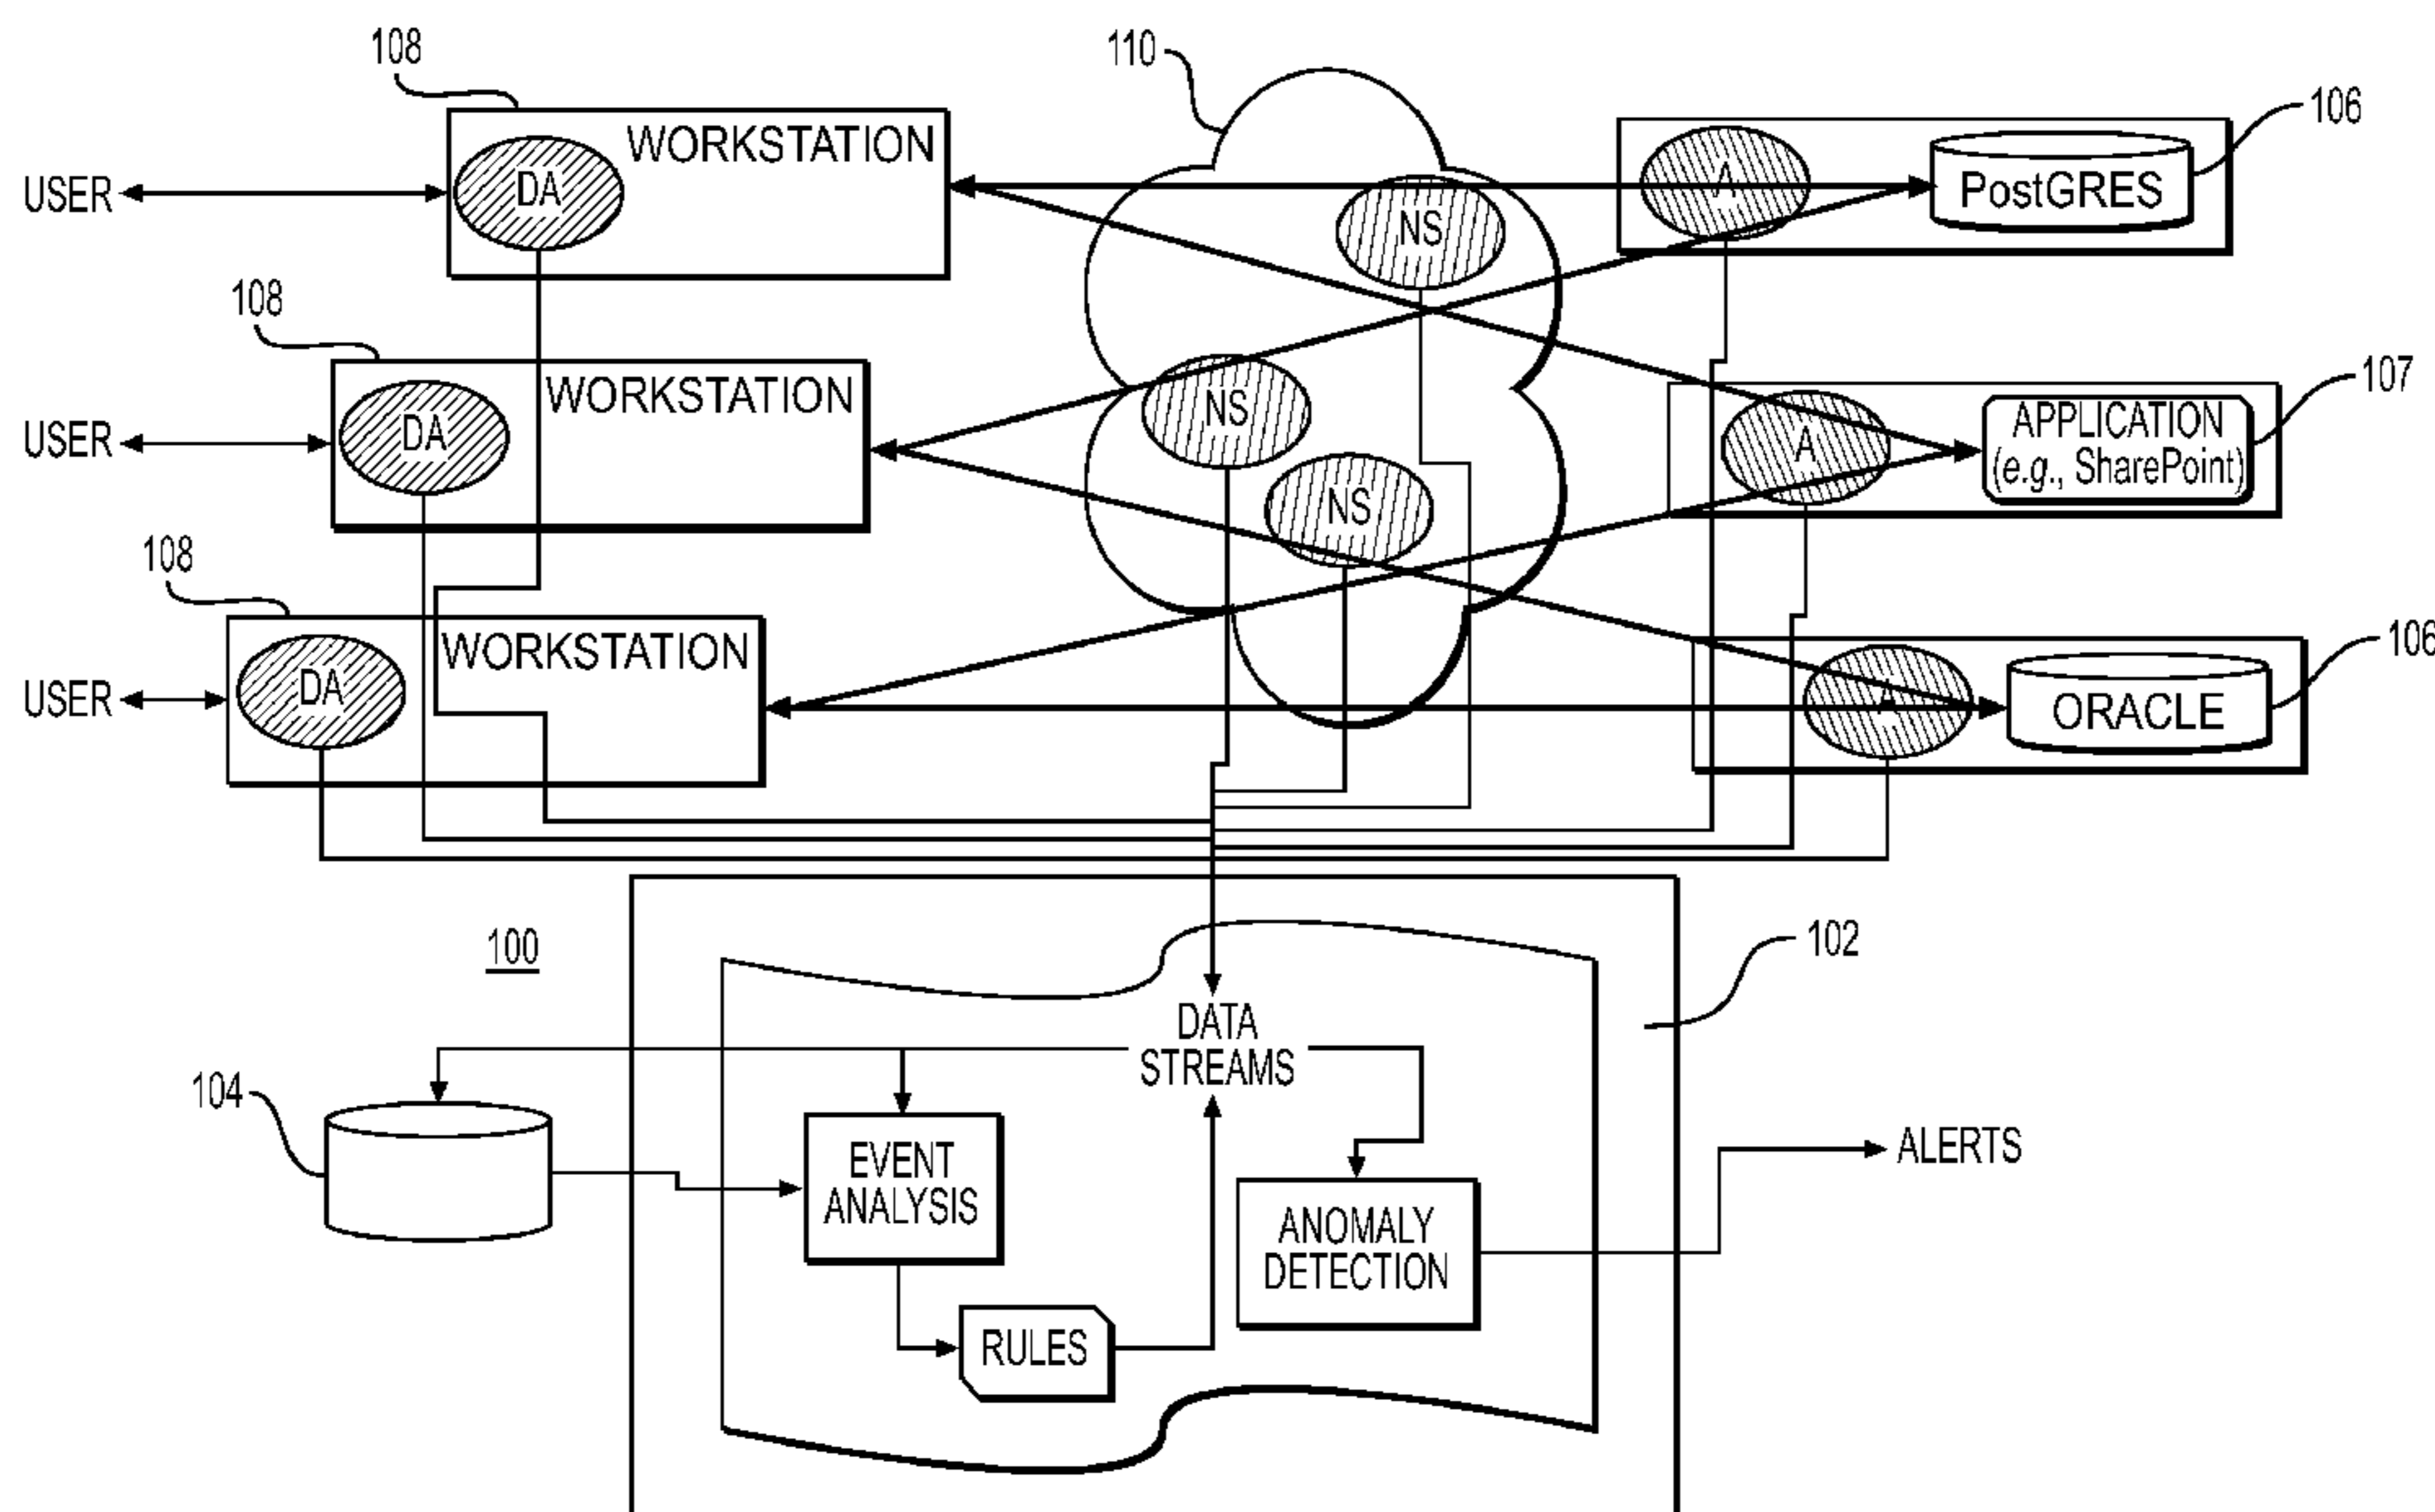 108
110
106
WORKSTATION
DA
USER
A
PostGRES
NS
108
WORKSTATION
DA
USER
NS
107
APPLICATION
(e.g., SharePoint)
A
NS
108
WORKSTATION
DA
USER
106
A
ORACLE
100
102
DATA
STREAMS
104
EVENT
ANALYSIS
ALERTS
ANOMALY
DETECTION
RULES